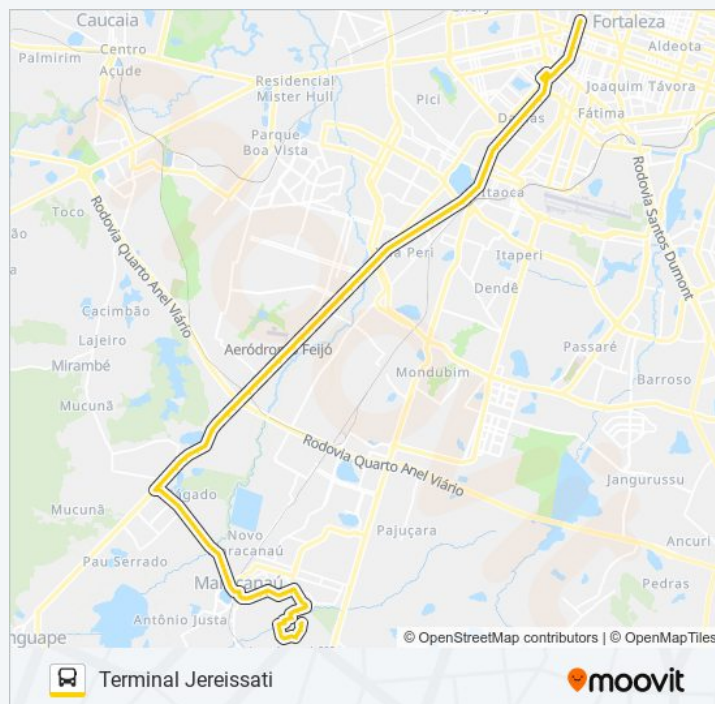 Caucaia
Fortaleza
Palmirim
Centro
Açude
Aldeota
Residencial
Mister Hull
Pici
Joaquim Távora
Fátima
Parque
Boa Vista
Toco
Itaoca
Rodovia Santos Dumont
Rodovia Quarto Anel Viário
Itaperi
Dendê
Cacimbão
Lajeiro
Mirambé
Passaré
Mondubim
Barroso
Mucunã
Rodovia Quarto Anel Viário
Jangurussu
Mucunã
Pajuçara
Ancuri
Novo
Pau Serrado
Pedras
Antônio Justa
© OpenStreetMap contributors | © OpenMapTiles
Terminal Jereissati
moovit